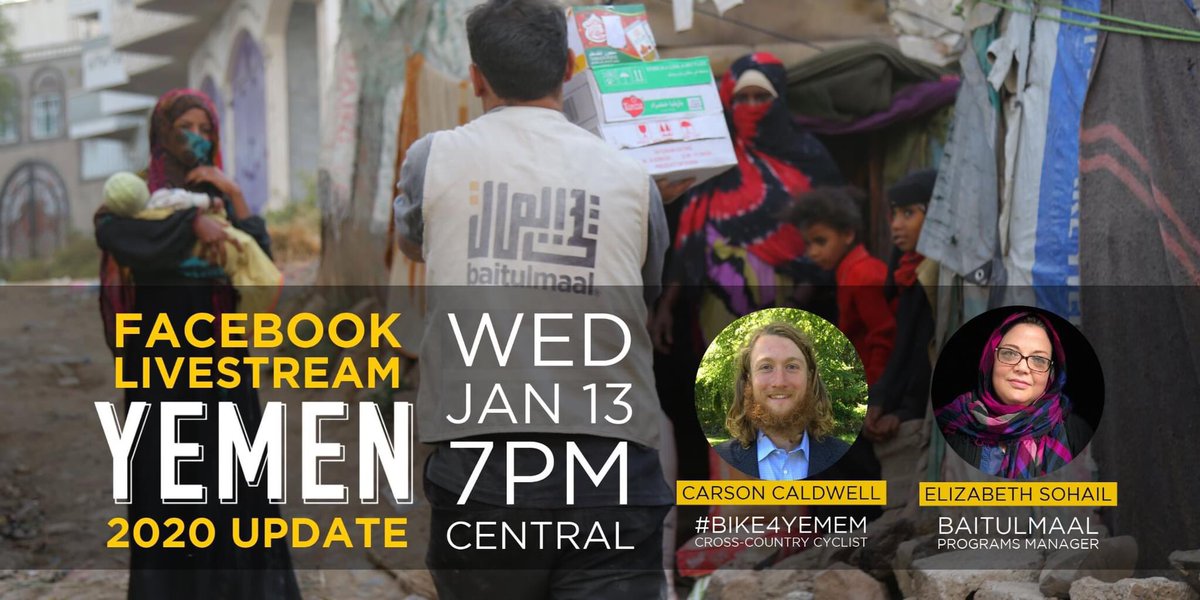 بيت المال
baitulmaal
FACEBOOK
LIVESTREAM
YEMEN
2020 UPDATE
WED
JAN 13
7PM
CENTRAL
CARSON CALDWELL
#BIKE4YEMEM
CROSS-COUNTRY CYCLIST
ELIZABETH SOHAIL
BAITULMAAL
PROGRAMS MANAGER